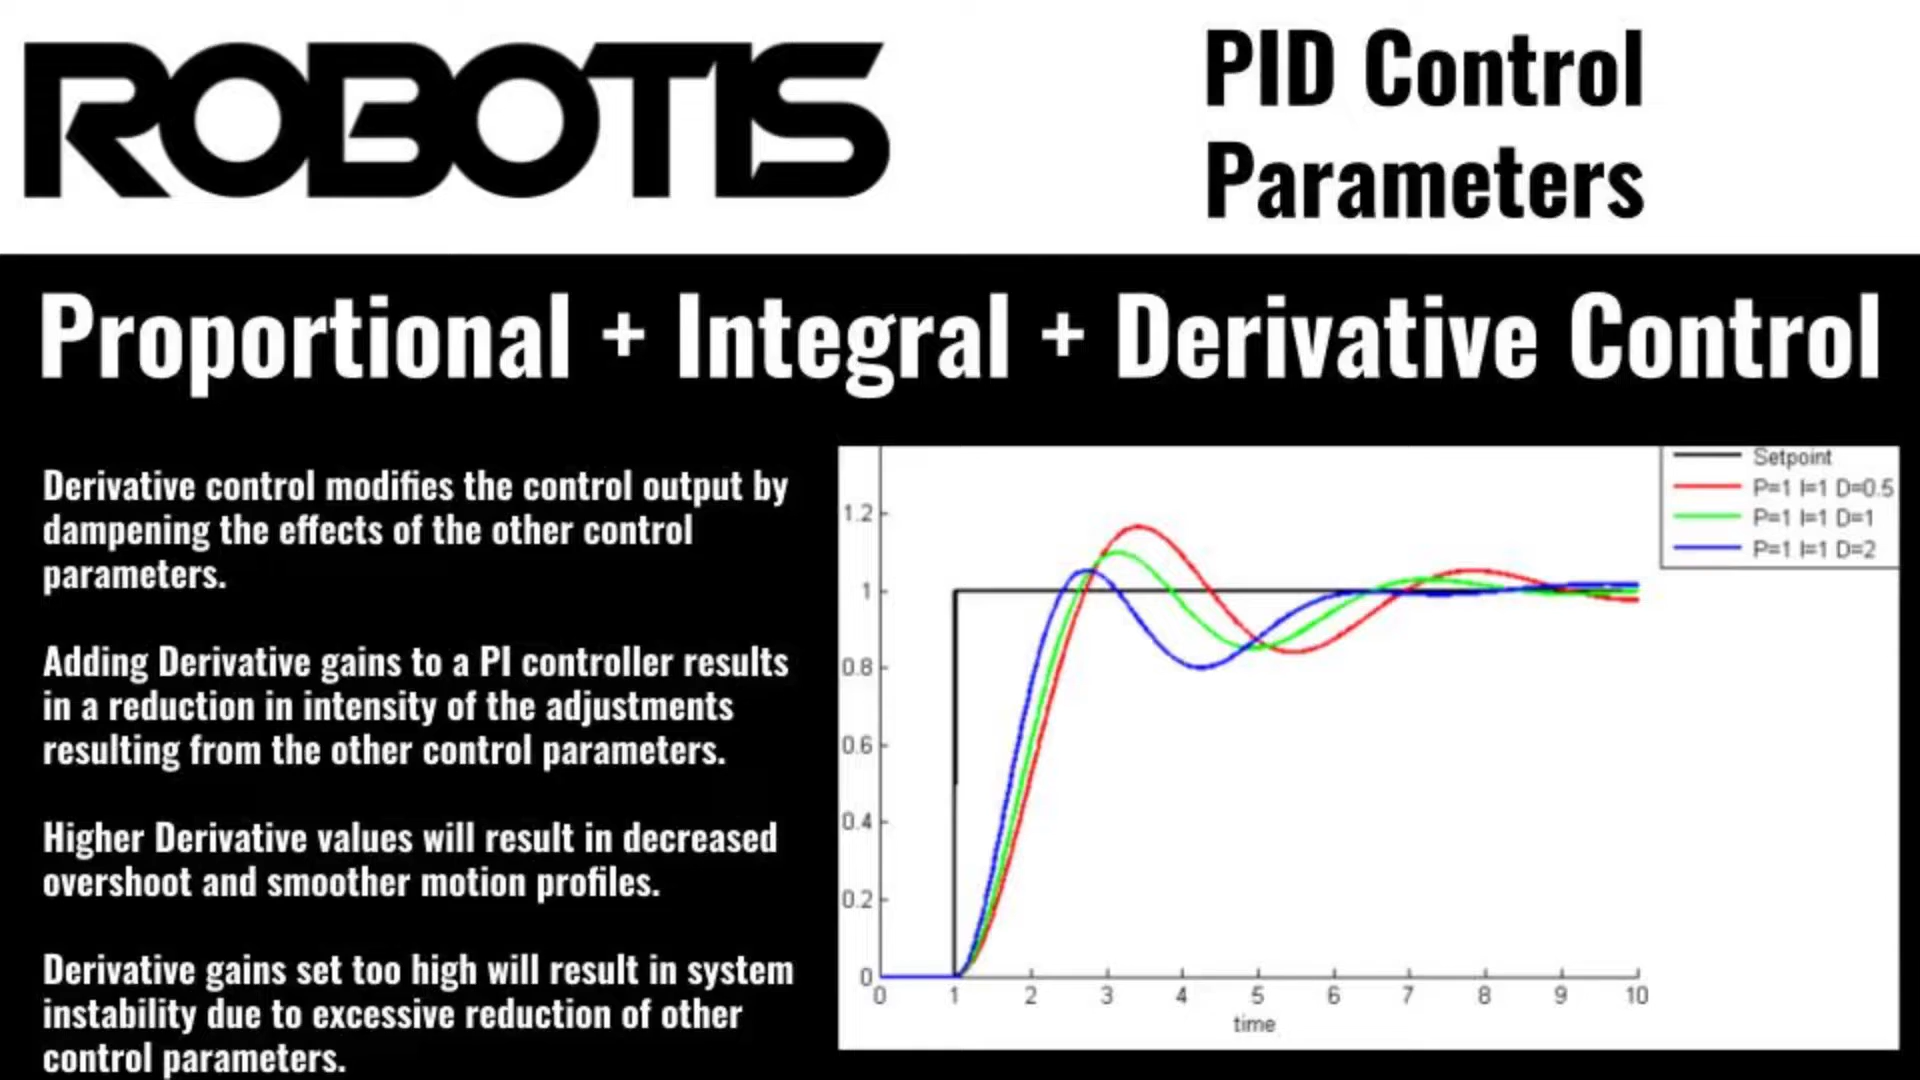 ROBOTIS
PID Control
Parameters
Proportional + Integral + Derivative Control
Derivative control modifies the control output by
dampening the effects of the other control
parameters.
Adding Derivative gains to a PI controller results
in a reduction in intensity of the adjustments
resulting from the other control parameters.
Higher Derivative values will result in decreased
overshoot and smoother motion profiles.
Derivative gains set too high will result in system
instability due to excessive reduction of other
control parameters.
Setpoint
P=1 I=1 D=0.5
P=1 I=1 D=1
P=1 I=1 D=2
1.2
1
0.8
0.6
0.4
0.2
0
0 1 2 3 4 5 6 7 8 9 10
time